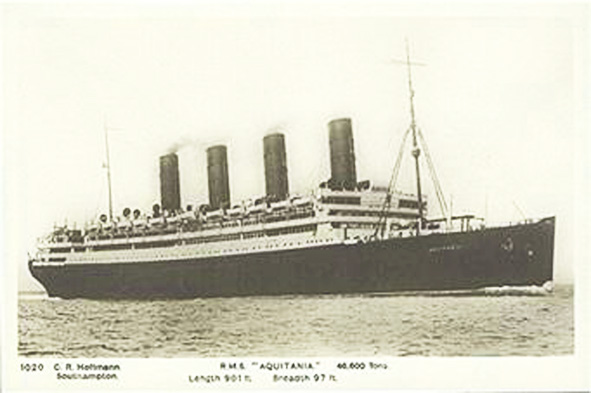 1020 C. R. Hoffmann R.M.S. "AQUITANIA." 46,600 Tons.
Southampton. Length 901 ft. Breadth 97 ft.